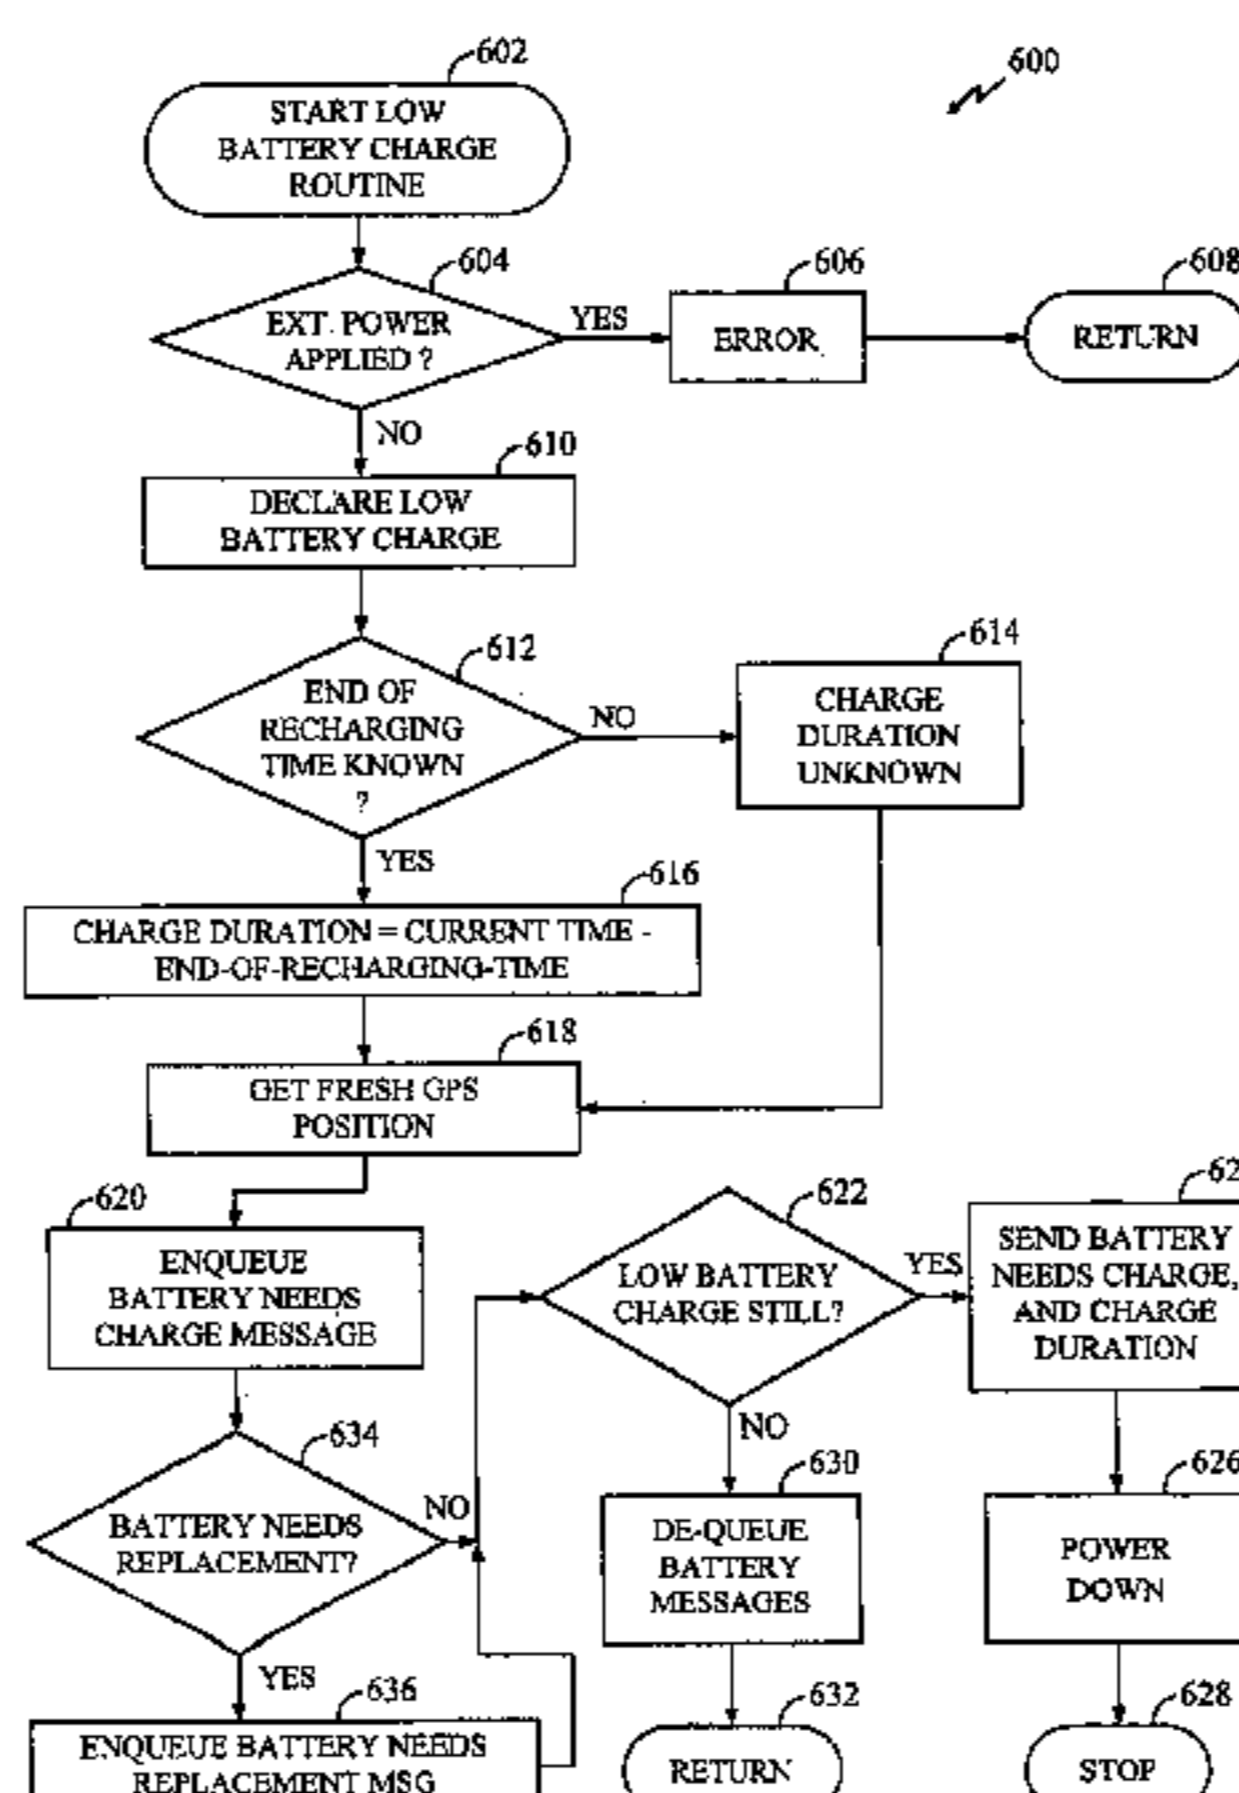 600
602
START LOW
BATTERY CHARGE
ROUTINE
604
EXT. POWER
APPLIED ?
YES
606
ERROR
608
RETURN
NO
610
DECLARE LOW
BATTERY CHARGE
612
END OF
RECHARGING
TIME KNOWN
?
NO
614
CHARGE
DURATION
UNKNOWN
YES
616
CHARGE DURATION = CURRENT TIME -
END-OF-RECHARGING-TIME
618
GET FRESH GPS
POSITION
620
ENQUEUE
BATTERY NEEDS
CHARGE MESSAGE
634
BATTERY NEEDS
REPLACEMENT?
NO
YES
636
ENQUEUE BATTERY NEEDS
REPLACEMENT MSG
622
LOW BATTERY
CHARGE STILL?
YES
NO
630
DE-QUEUE
BATTERY
MESSAGES
632
RETURN
SEND BATTERY
NEEDS CHARGE,
AND CHARGE
DURATION
626
POWER
DOWN
628
STOP